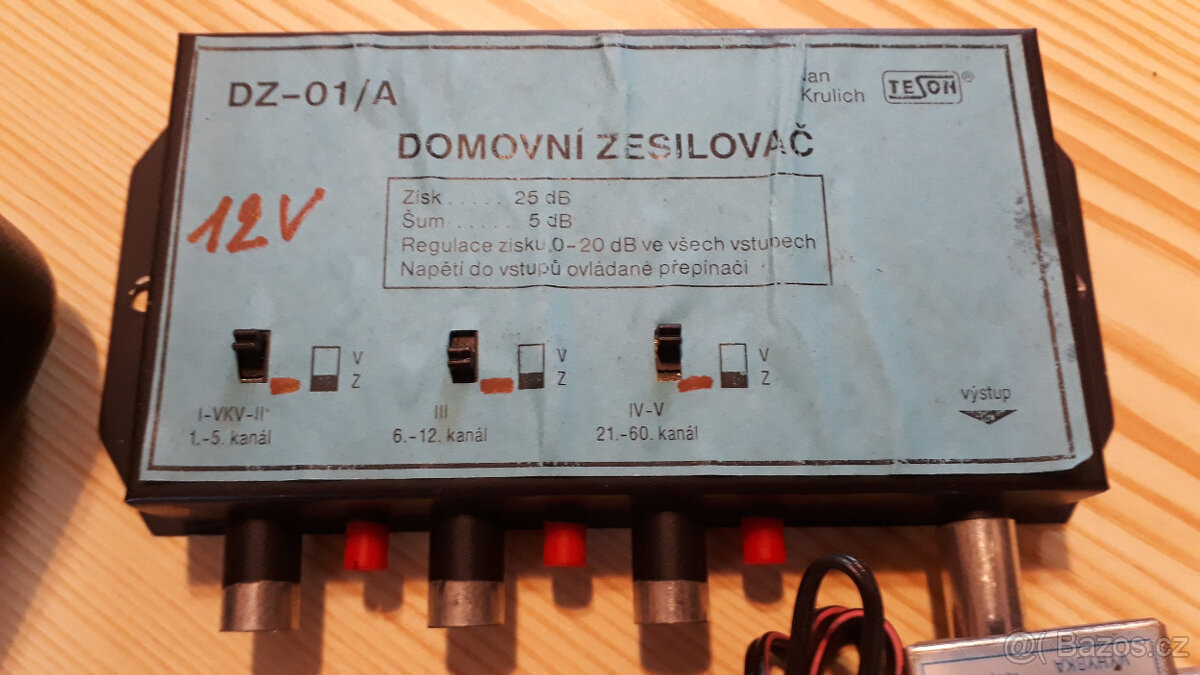 DZ-01/A
Jan
Krulich
TESON®
DOMOVNÍ ZESILOVAČ
12V
Zisk ..... 25 dB
Šum ..... 5 dB
Regulace zisku 0-20 dB ve všech vstupech
Napětí do vstupů ovládané přepínači
V
Z
V
Z
V
Z
I-VKV-II
1.-5. kanál
III
6.-12. kanál
IV-V
21.-60. kanál
výstup
VÝHYBKA
Bazos.cz